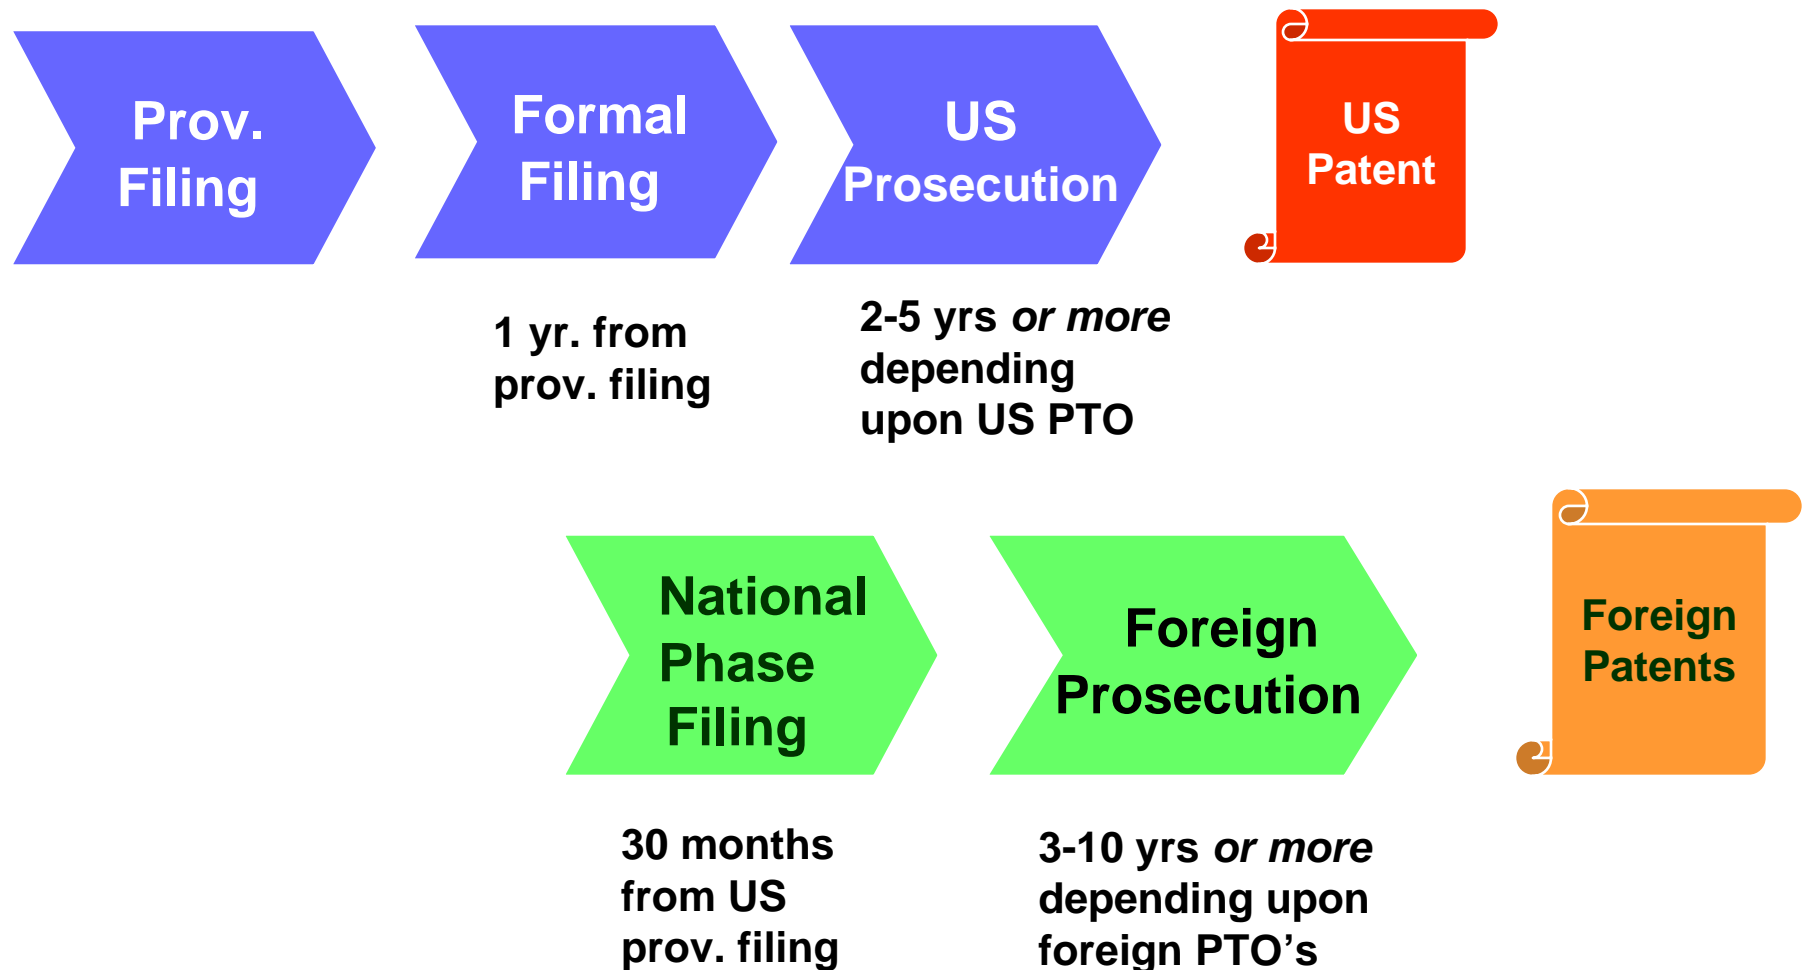 Prov.
Filing
Formal
Filing
US
Prosecution
US
Patent
1 yr. from
prov. filing
2-5 yrs or more
depending
upon US PTO
National
Phase
Filing
Foreign
Prosecution
Foreign
Patents
30 months
from US
prov. filing
3-10 yrs or more
depending upon
foreign PTO’s